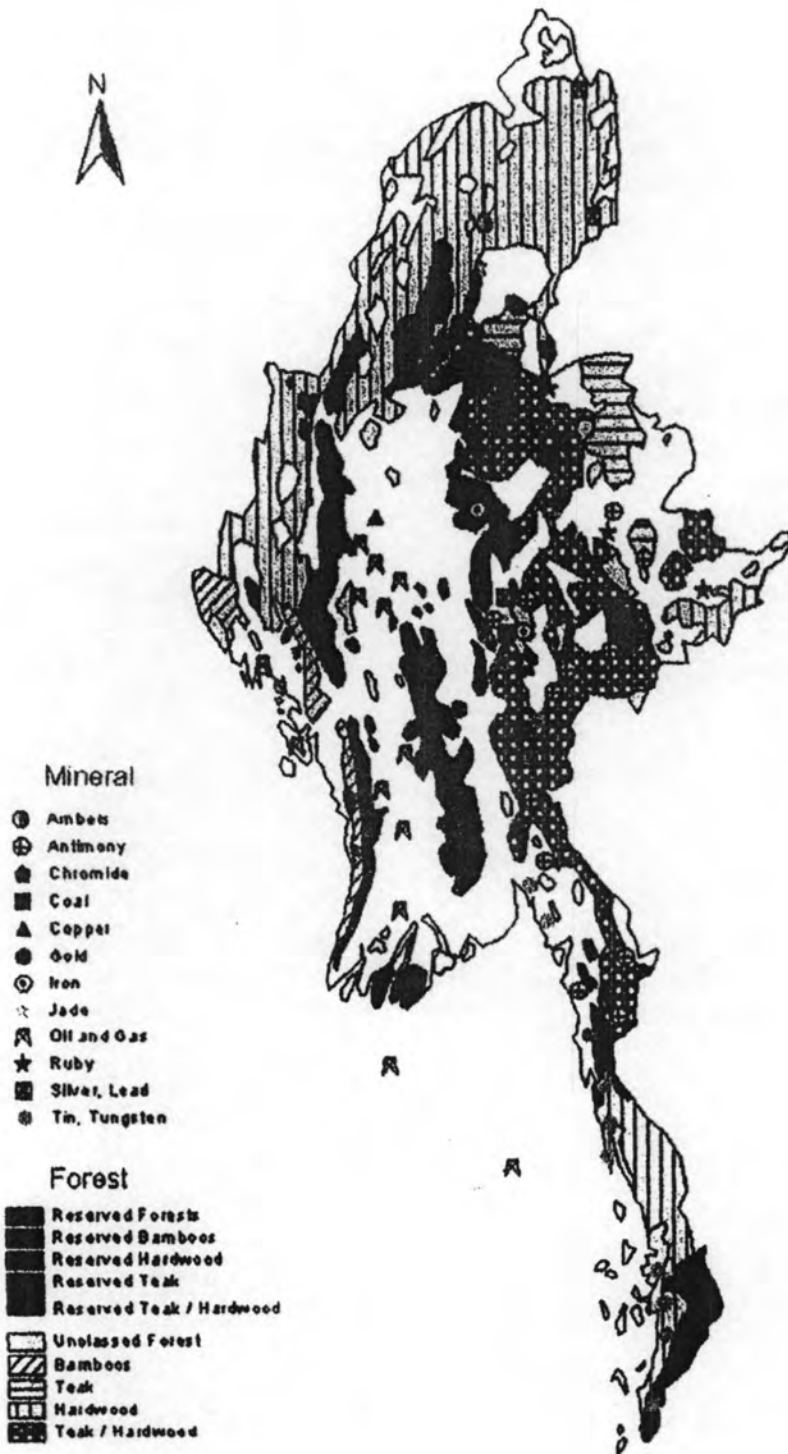 N
Mineral
Ambers
Antimony
Chromide
Coal
Copper
Gold
Iron
Jade
Oil and Gas
Ruby
Silver, Lead
Tin, Tungsten
Forest
Reserved Forests
Reserved Bamboos
Reserved Hardwood
Reserved Teak
Reserved Teak / Hardwood
Unclassed Forest
Bamboos
Teak
Hardwood
Teak / Hardwood